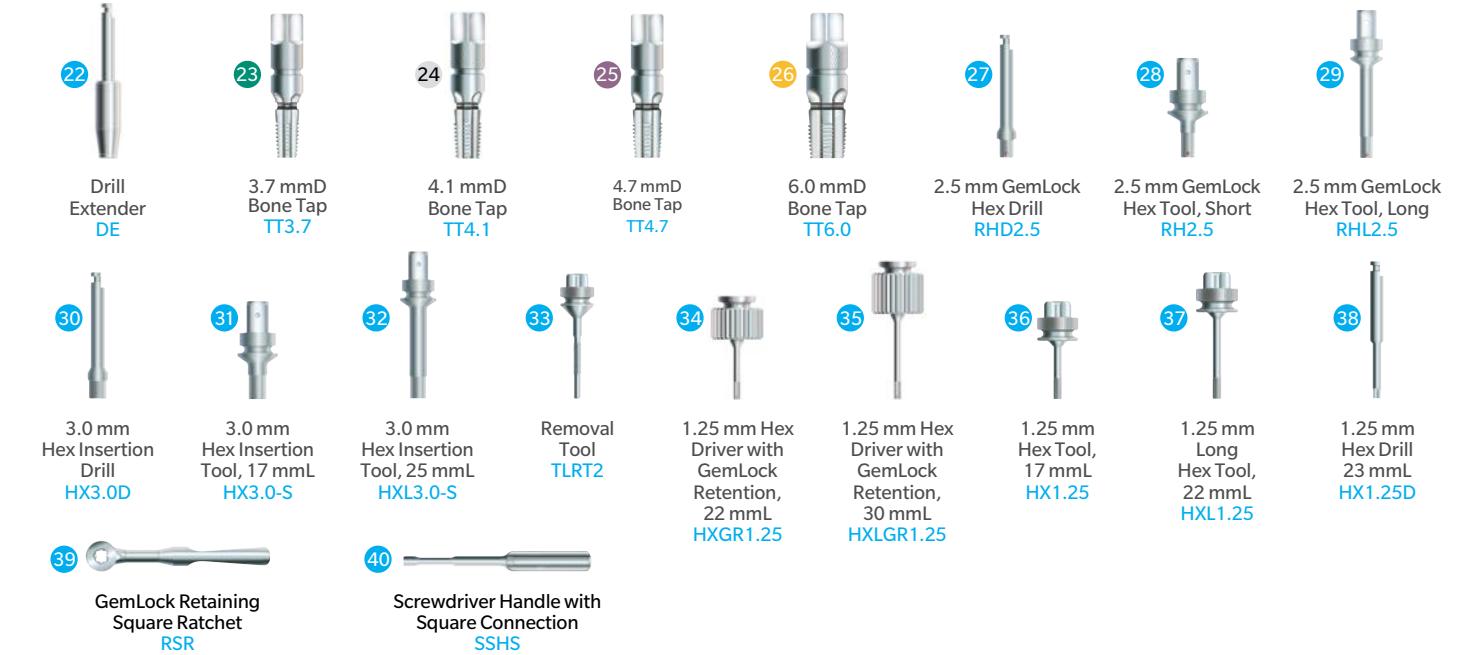 22
23
24
25
26
27
28
29
Drill
Extender
DE
3.7 mmD
Bone Tap
TT3.7
4.1 mmD
Bone Tap
TT4.1
4.7 mmD
Bone Tap
TT4.7
6.0 mmD
Bone Tap
TT6.0
2.5 mm GemLock
Hex Drill
RHD2.5
2.5 mm GemLock
Hex Tool, Short
RH2.5
2.5 mm GemLock
Hex Tool, Long
RHL2.5
30
31
32
33
34
35
36
37
38
3.0 mm
Hex Insertion
Drill
HX3.0D
3.0 mm
Hex Insertion
Tool, 17 mmL
HX3.0-S
3.0 mm
Hex Insertion
Tool, 25 mmL
HXL3.0-S
Removal
Tool
TLRT2
1.25 mm Hex
Driver with
GemLock
Retention,
22 mmL
HXGR1.25
1.25 mm Hex
Driver with
GemLock
Retention,
30 mmL
HXLGR1.25
1.25 mm
Hex Tool,
17 mmL
HX1.25
1.25 mm
Long
Hex Tool,
22 mmL
HXL1.25
1.25 mm
Hex Drill
23 mmL
HX1.25D
39
40
GemLock Retaining
Square Ratchet
RSR
Screwdriver Handle with
Square Connection
SSHS